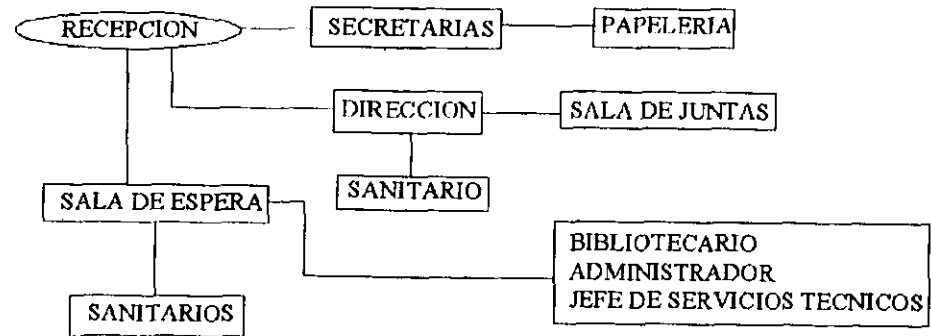 RECEPCION
SECRETARIAS
PAPELERIA
DIRECCION
SALA DE JUNTAS
SANITARIO
SALA DE ESPERA
BIBLIOTECARIO
ADMINISTRADOR
JEFE DE SERVICIOS TECNICOS
SANITARIOS